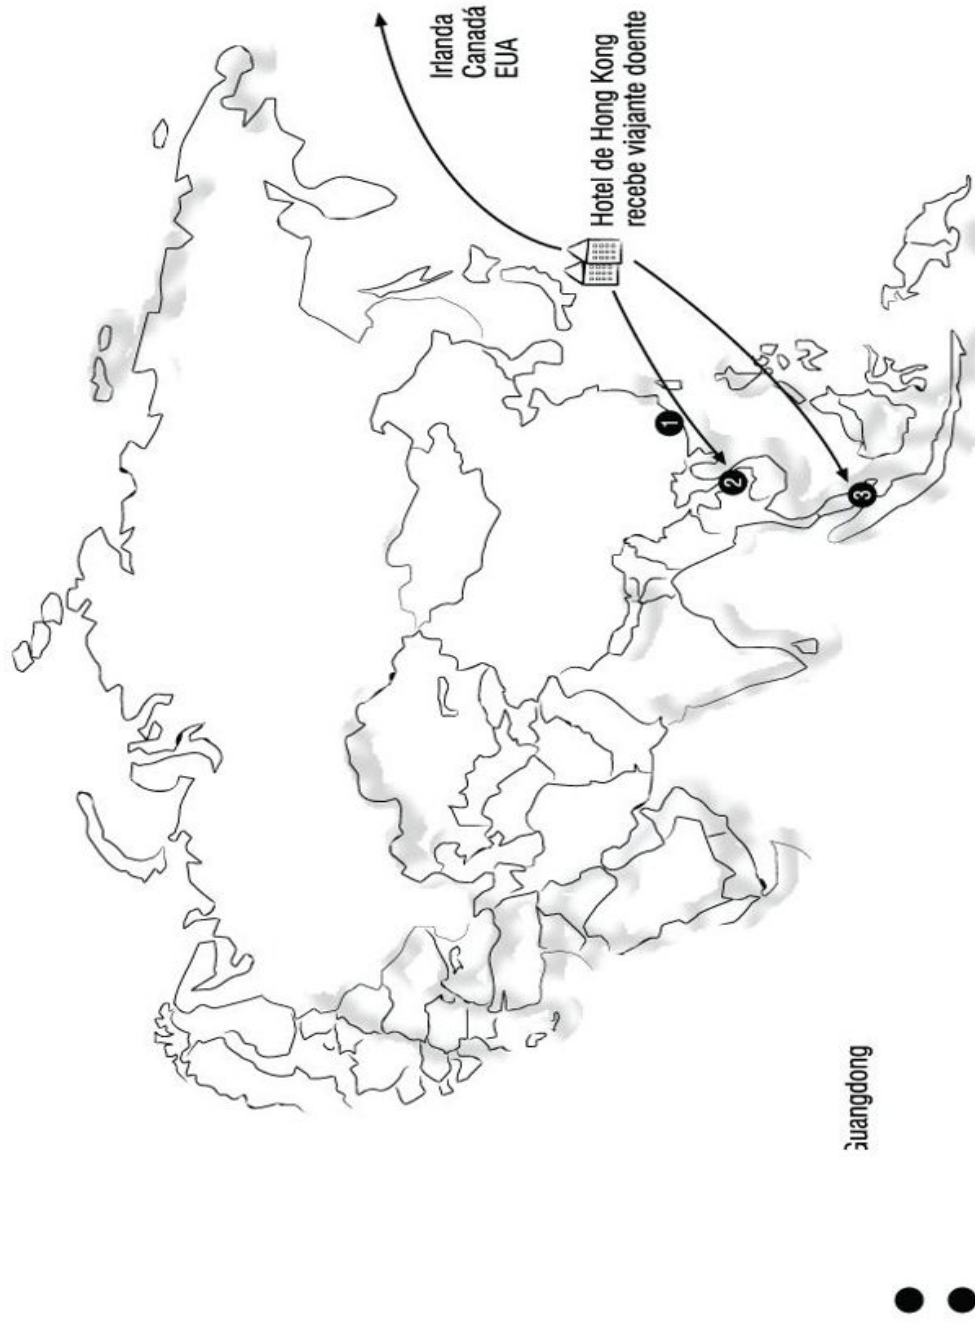 Irlanda
Canadá
EUA
Hotel de Hong Kong
recebe viajante doente
1
2
3